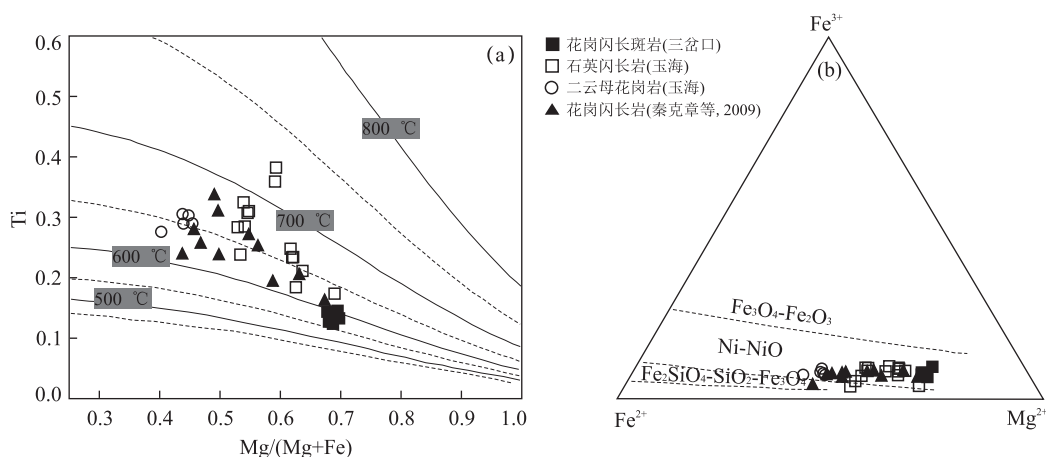 0.6
0.5
0.4
0.3
0.2
0.1
0.0
Ti
(a)
800 ℃
700 ℃
600 ℃
500 ℃
0.3 0.4 0.5 0.6 0.7 0.8 0.9 1.0
Mg/(Mg+Fe)
花岗闪长斑岩(三岔口)
石英闪长岩(玉海)
二云母花岗岩(玉海)
花岗闪长岩(秦克章等, 2009)
Fe³⁺
(b)
Fe₃O₄-Fe₂O₃
Ni-NiO
Fe₂SiO₄-SiO₂-Fe₃O₄
Fe²⁺
Mg²⁺